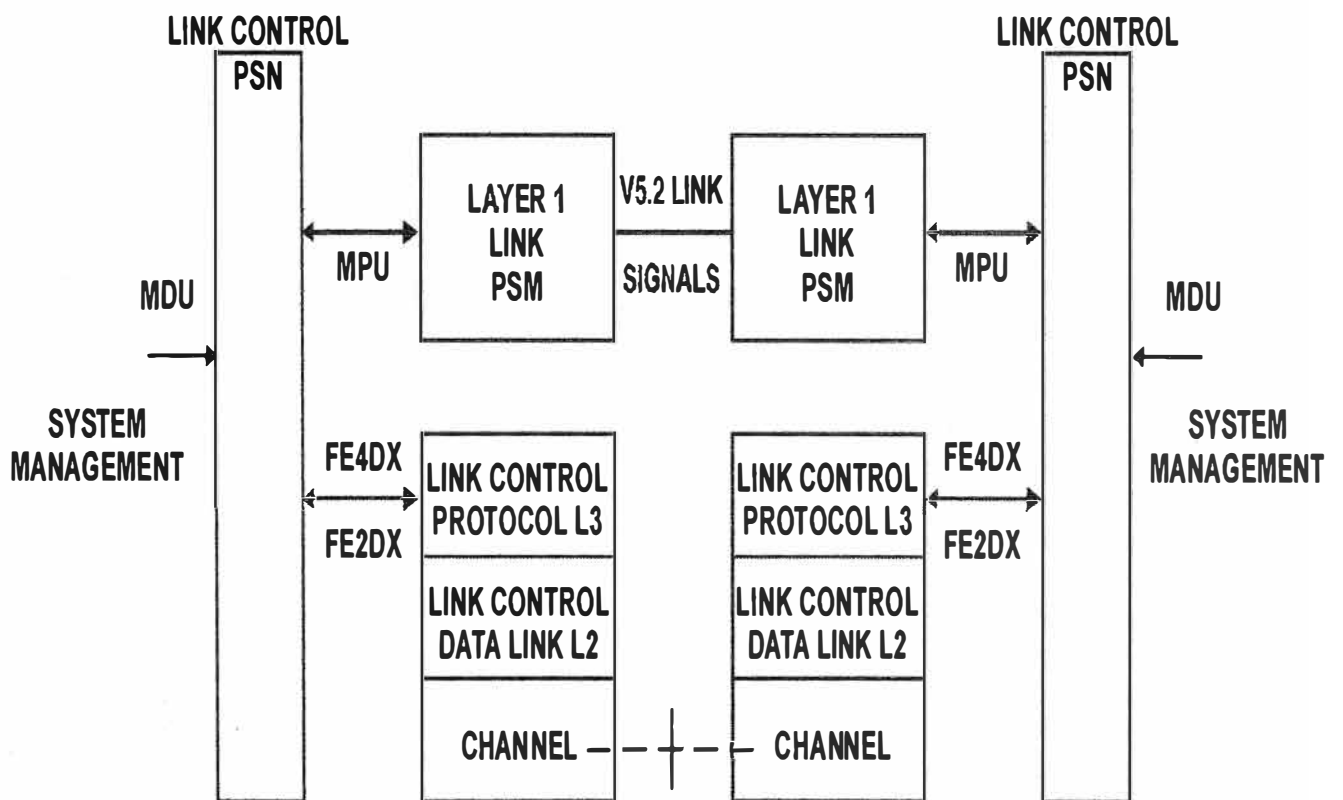 LINK CONTROL
PSN
LINK CONTROL
PSN
LAYER 1
LINK
PSM
V5.2 LINK
SIGNALS
LAYER 1
LINK
PSM
MPU
MPU
MDU
MDU
SYSTEM
MANAGEMENT
SYSTEM
MANAGEMENT
FE4DX
FE2DX
LINK CONTROL
PROTOCOL L3
LINK CONTROL
DATA LINK L2
CHANNEL
LINK CONTROL
PROTOCOL L3
LINK CONTROL
DATA LINK L2
CHANNEL
FE4DX
FE2DX